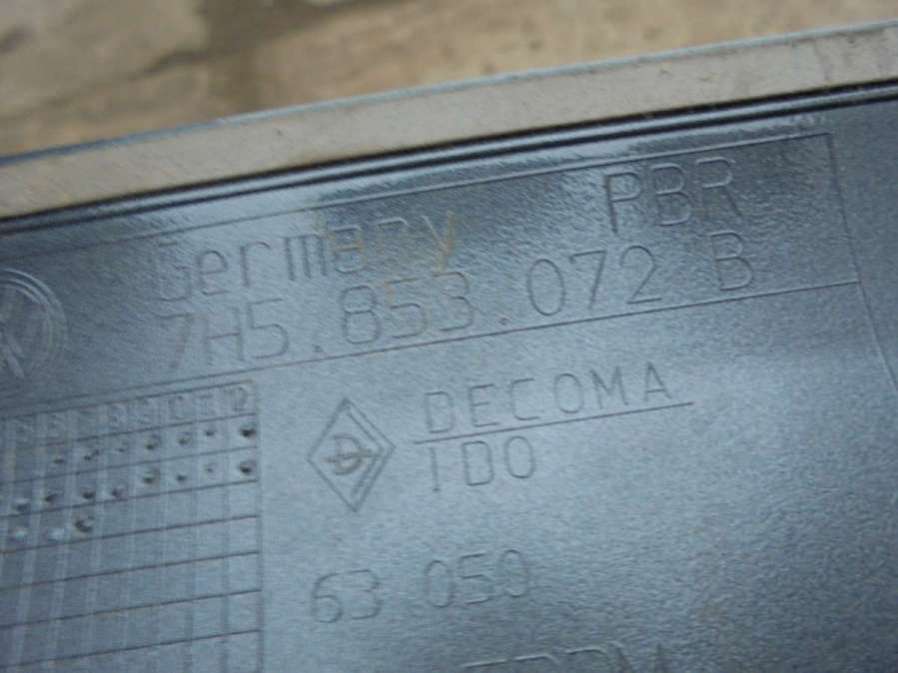 Germany PBR
7H5.853.072 B
DECOMA
IDO
63 050